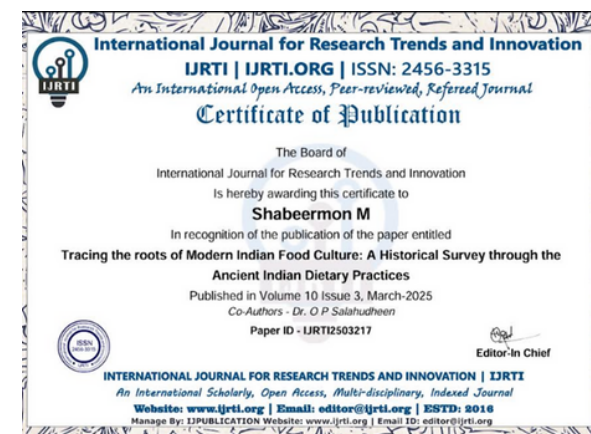 International Journal for Research Trends and Innovation
IJRTI | IJRTI.ORG | ISSN: 2456-3315
An International Open Access, Peer-reviewed, Refereed Journal
Certificate of Publication
IJRTI
The Board of
International Journal for Research Trends and Innovation
Is hereby awarding this certificate to
Shabeermon M
In recognition of the publication of the paper entitled
Tracing the roots of Modern Indian Food Culture: A Historical Survey through the
Ancient Indian Dietary Practices
Published in Volume 10 Issue 3, March-2025
Co-Authors - Dr. O P Salahudheen
Paper ID - IJRTI2503217
ISSN
2456-3315
Editor-In Chief
INTERNATIONAL JOURNAL FOR RESEARCH TRENDS AND INNOVATION | IJRTI
An International Scholarly, Open Access, Multi-disciplinary, Indexed Journal
Website: www.ijrti.org | Email: editor@ijrti.org | ESTD: 2016
Manage By: IJPUBLICATION Website: www.ijrti.org | Email ID: editor@ijrti.org